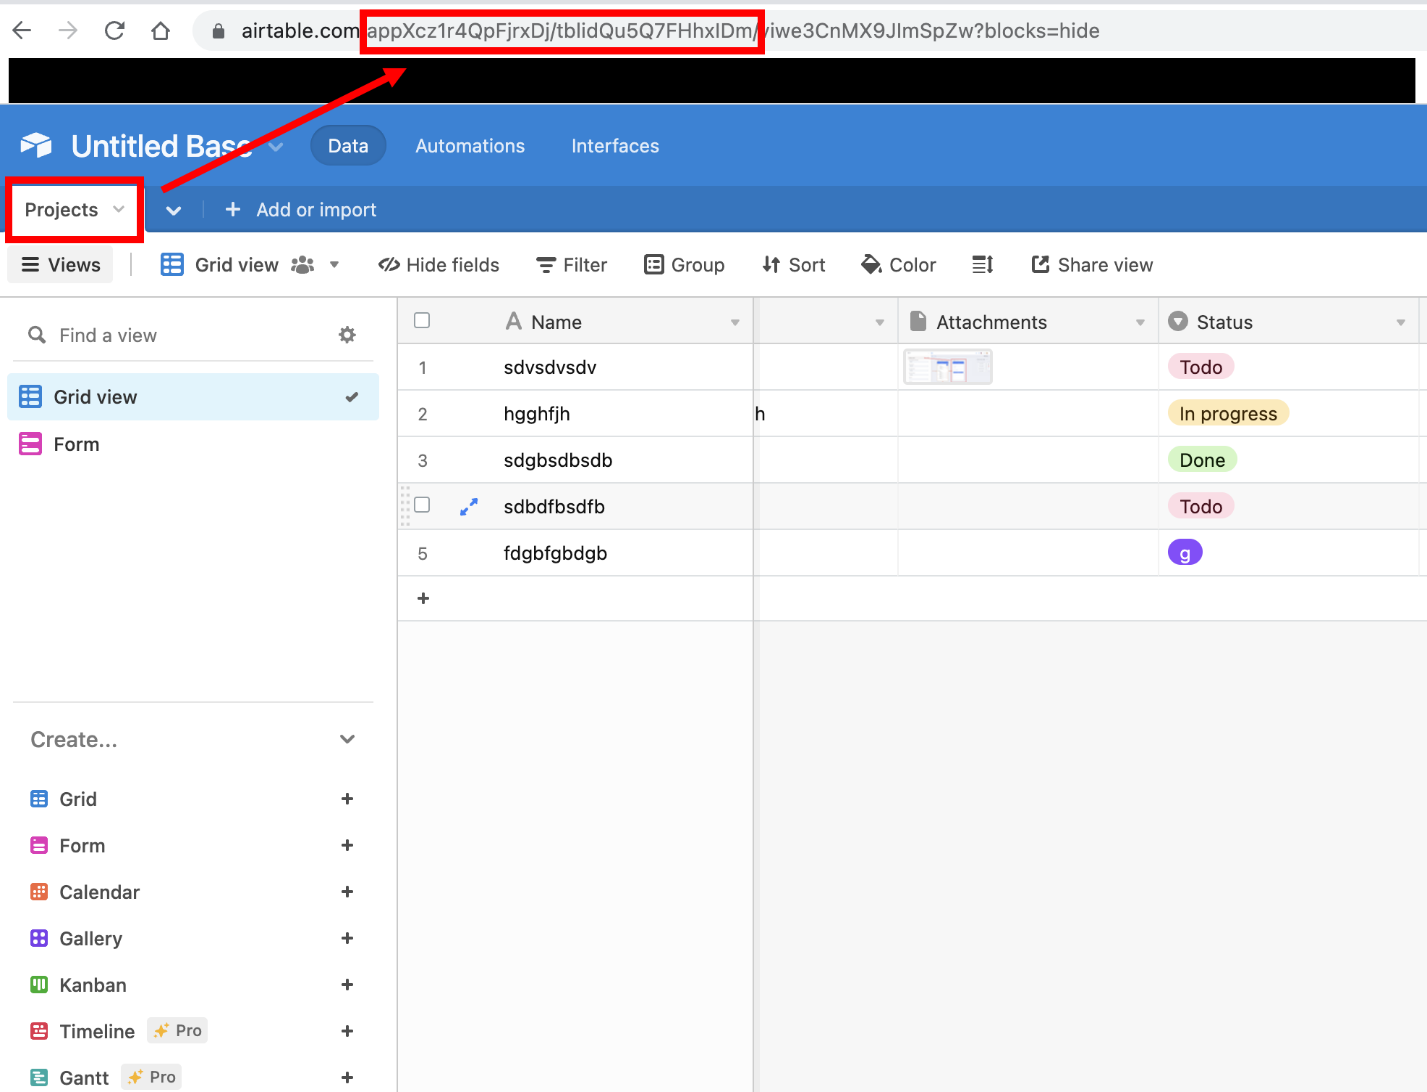 airtable.com/appXcz1r4QpFjrxDj/tblidQu5Q7FHhxlDm/viwe3CnMX9JlmSpZw?blocks=hide
Untitled Base Data Automations Interfaces
Projects + Add or import
Views Grid view Hide fields Filter Group Sort Color Share view
Find a view
Grid view
Form
Name Attachments Status
1 sdvsdvsdv Todo
2 hgghfjh h In progress
3 sdgbsdbsdb Done
sdbdfbsdfb Todo
5 fdgbfgbdgb g
+
Create...
Grid +
Form +
Calendar +
Gallery +
Kanban +
Timeline Pro +
Gantt Pro +